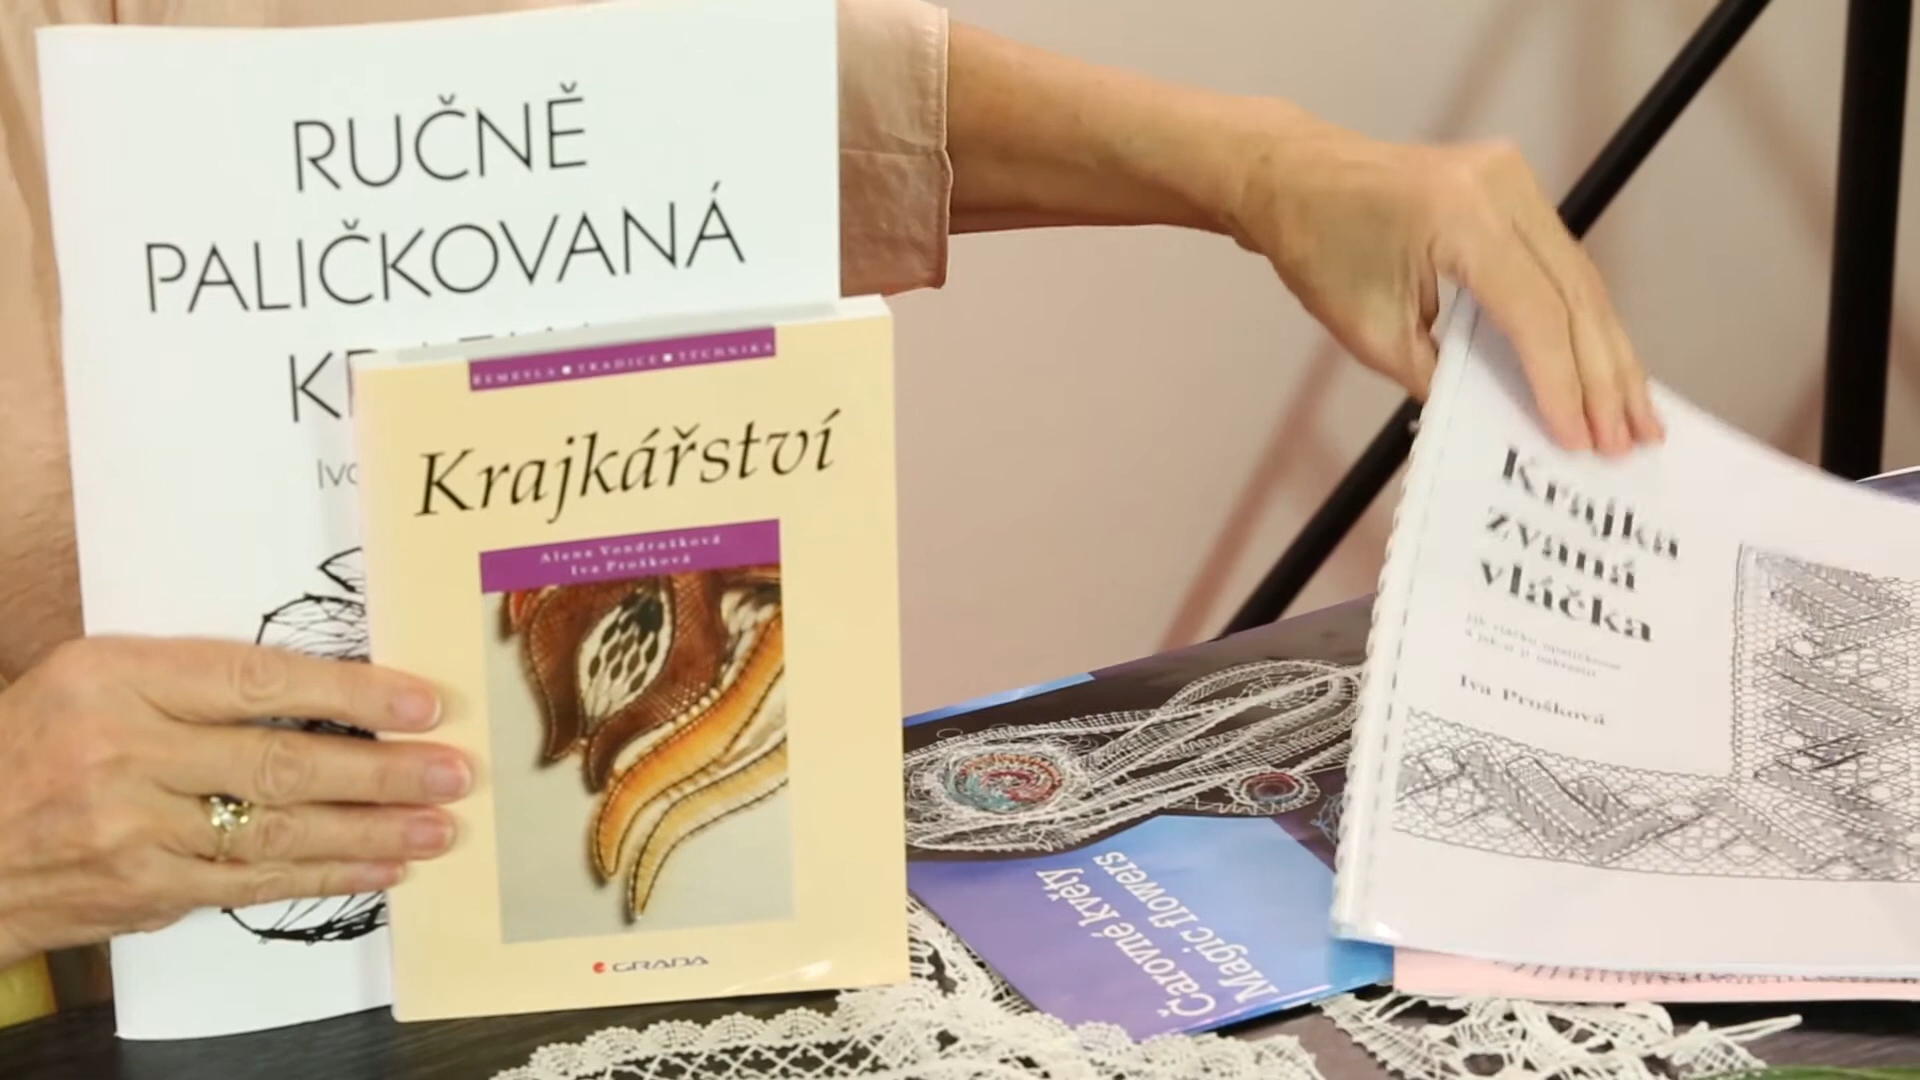 RUČNĚ
PALIČKOVANÁ
ŘEMESLA ■ TRADICE ■ TECHNIKA
Krajkářství
Alena Vondrušková
Iva Prošková
GRADA
Čarovné květy
Magic flowers
Krajka
zvaná
vláčka
Iva Prošková